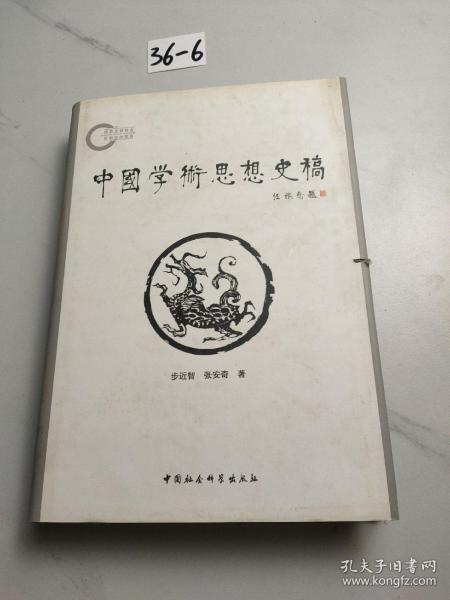 36-6
中國学術思想史稿
任继愈題
步近智 张安奇 著
中国社会科学出版社
孔夫子旧书网
www.kongfz.com